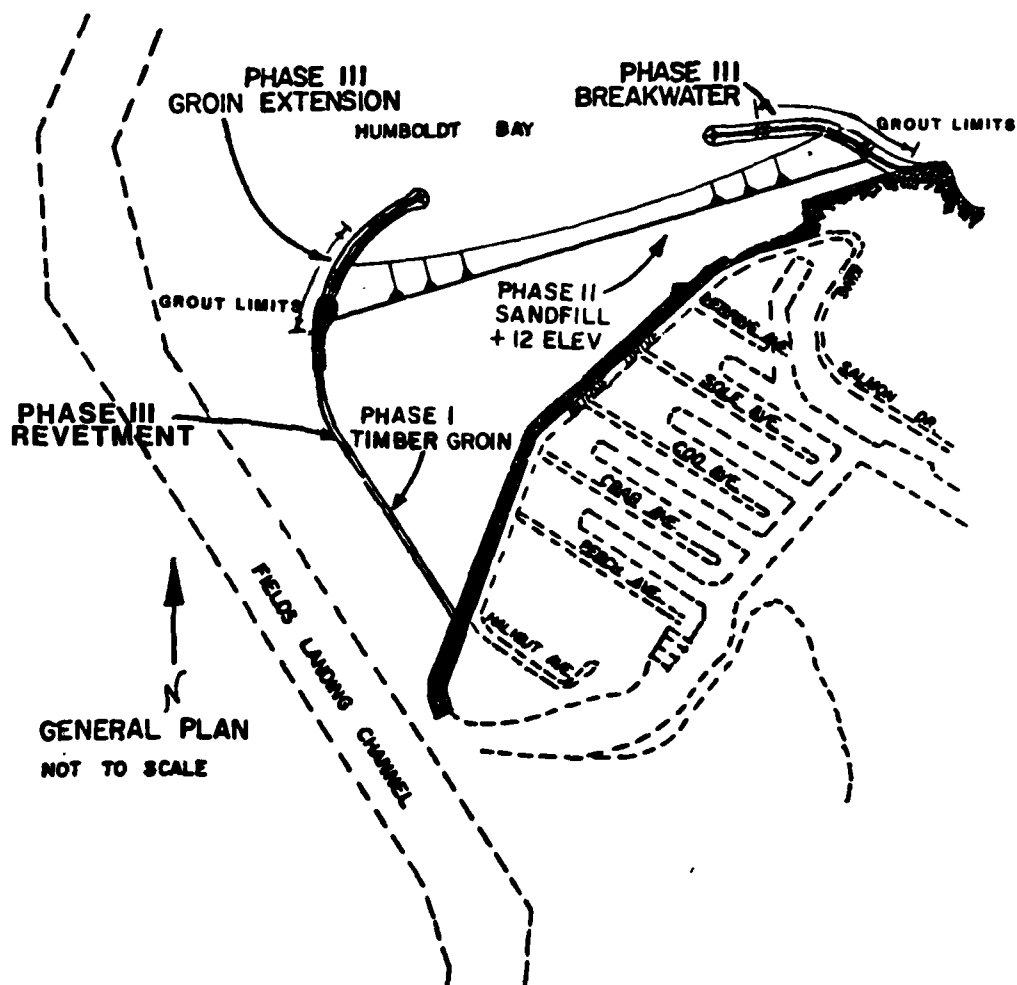 PHASE III
GROIN EXTENSION
HUMBOLDT BAY
PHASE III
BREAKWATER
GROUT LIMITS
GROUT LIMITS
PHASE II
SANDFILL
+ 12 ELEV
PHASE III
REVETMENT
PHASE I
TIMBER GROIN
SALMON DR.
SOLE AVE.
COD AVE.
CRAB AVE
PERCH AVE.
HALIBUT AVE.
FIELDS LANDING CHANNEL
N
GENERAL PLAN
NOT TO SCALE